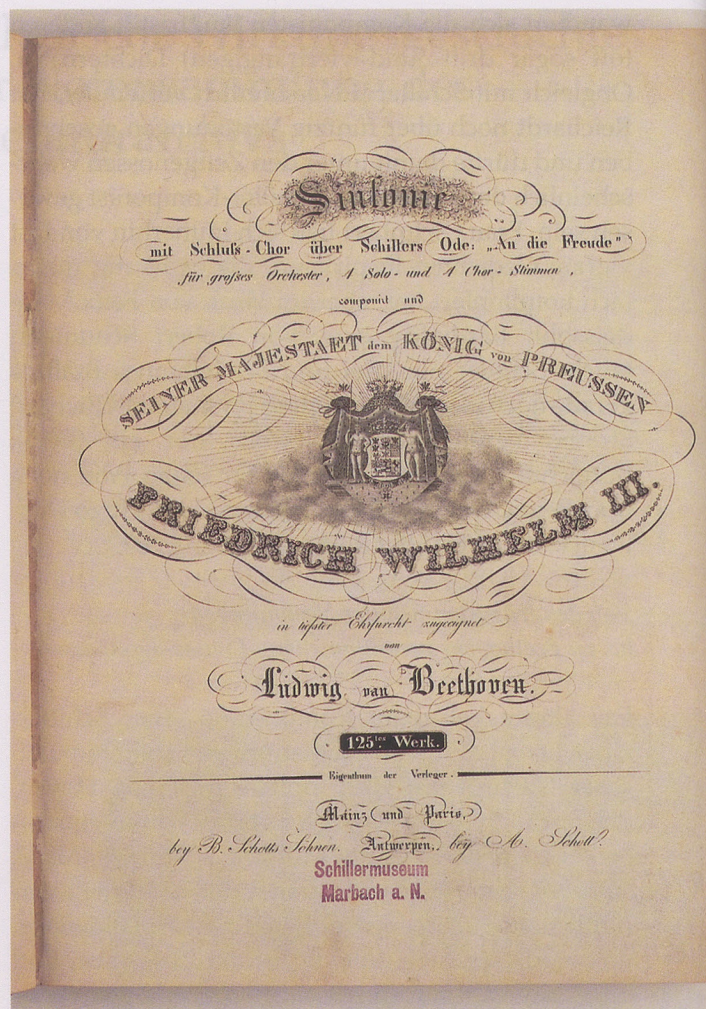 Sinfonie
mit Schluſs-Chor über Schillers Ode: „An die Freude"
für groſses Orchester, 4 Solo- und 4 Chor-Stimmen,
componirt und
SEINER MAJESTAET dem KÖNIG von PREUSSEN
FRIEDRICH WILHELM III.
in tiefster Ehrfurcht zugeeignet
von
Ludwig van Beethoven.
125tes Werk.
Eigenthum der Verleger.
Mainz und Paris,
bey B. Schotts Söhnen. Antwerpen, bey A. Schott.
Schillermuseum
Marbach a. N.